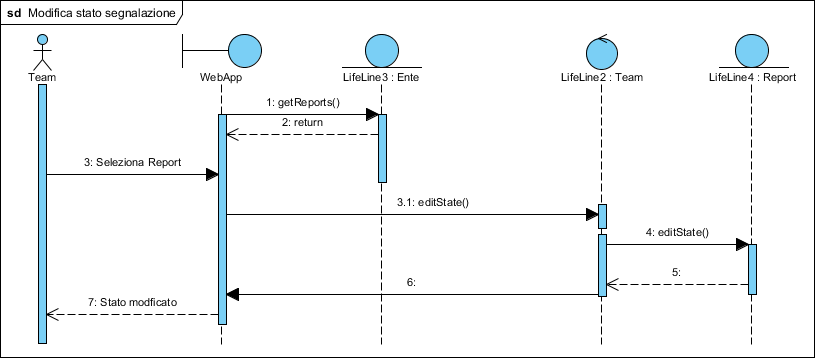 sd Modifica stato segnalazione
Team
WebApp
LifeLine3 : Ente
LifeLine2 : Team
LifeLine4 : Report
1: getReports()
2: return
3: Seleziona Report
3.1: editState()
4: editState()
5:
6:
7: Stato modficato